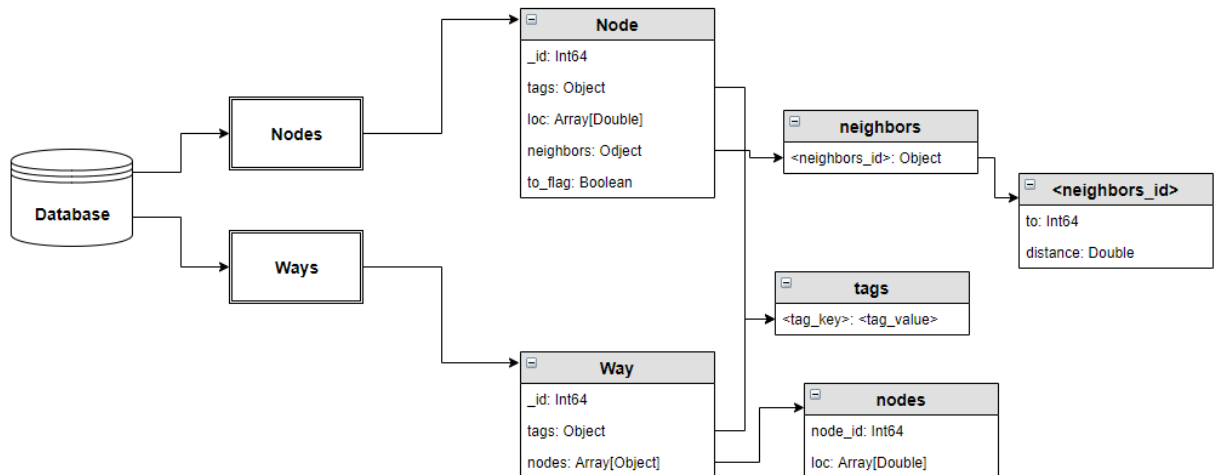 Node
_id: Int64
tags: Object
loc: Array[Double]
neighbors: Odject
to_flag: Boolean
Nodes
neighbors
<neighbors_id>: Object
<neighbors_id>
to: Int64
distance: Double
Database
Ways
tags
<tag_key>: <tag_value>
Way
_id: Int64
tags: Object
nodes: Array[Object]
nodes
node_id: Int64
loc: Array[Double]